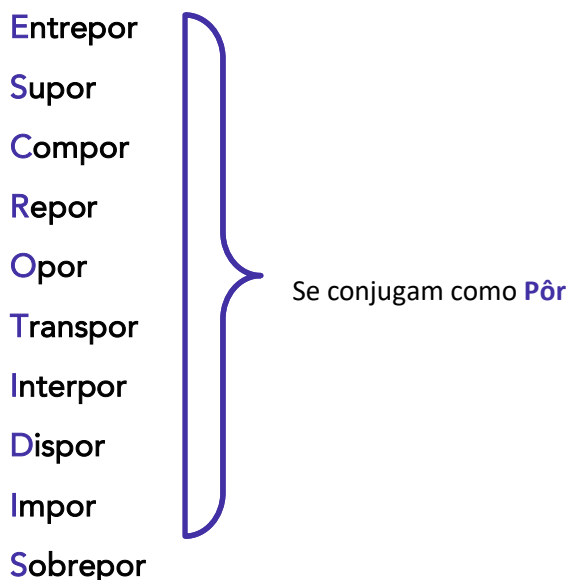 Entrepor
Supor
Compor
Repor
Opor
Transpor
Interpor
Dispor
Impor
Sobrepor
Se conjugam como Pôr